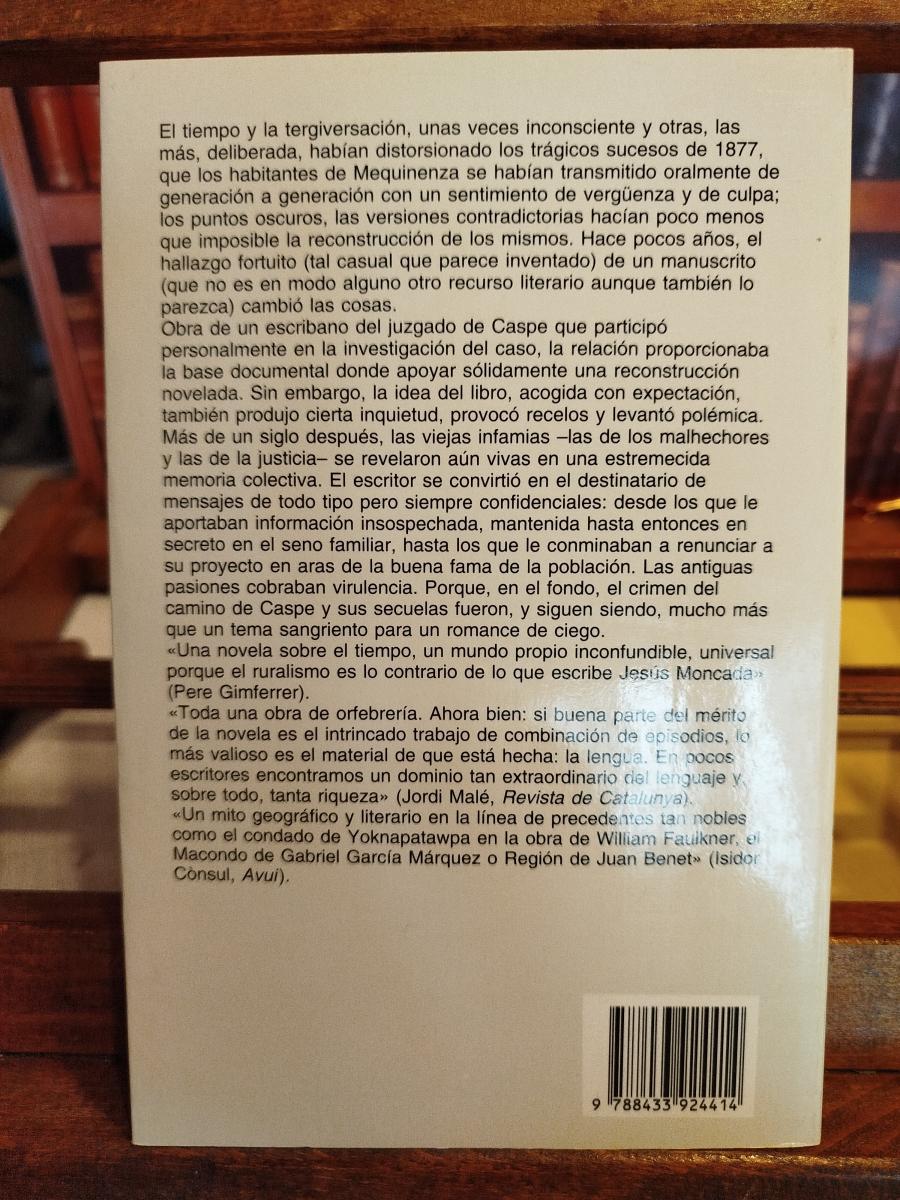 El tiempo y la tergiversación, unas veces inconsciente y otras, las
más, deliberada, habían distorsionado los trágicos sucesos de 1877,
que los habitantes de Mequinenza se habían transmitido oralmente de
generación a generación con un sentimiento de vergüenza y de culpa;
los puntos oscuros, las versiones contradictorias hacían poco menos
que imposible la reconstrucción de los mismos. Hace pocos años, el
hallazgo fortuito (tal casual que parece inventado) de un manuscrito
(que no es en modo alguno otro recurso literario aunque también lo
parezca) cambió las cosas.
Obra de un escribano del juzgado de Caspe que participó
personalmente en la investigación del caso, la relación proporcionaba
la base documental donde apoyar sólidamente una reconstrucción
novelada. Sin embargo, la idea del libro, acogida con expectación,
también produjo cierta inquietud, provocó recelos y levantó polémica.
Más de un siglo después, las viejas infamias –las de los malhechores
y las de la justicia– se revelaron aún vivas en una estremecida
memoria colectiva. El escritor se convirtió en el destinatario de
mensajes de todo tipo pero siempre confidenciales: desde los que le
aportaban información insospechada, mantenida hasta entonces en
secreto en el seno familiar, hasta los que le conminaban a renunciar a
su proyecto en aras de la buena fama de la población. Las antiguas
pasiones cobraban virulencia. Porque, en el fondo, el crimen del
camino de Caspe y sus secuelas fueron, y siguen siendo, mucho más
que un tema sangriento para un romance de ciego.
«Una novela sobre el tiempo, un mundo propio inconfundible, universal
porque el ruralismo es lo contrario de lo que escribe Jesús Moncada»
(Pere Gimferrer).
«Toda una obra de orfebrería. Ahora bien: si buena parte del mérito
de la novela es el intrincado trabajo de combinación de episodios, lo
más valioso es el material de que está hecha: la lengua. En pocos
escritores encontramos un dominio tan extraordinario del lenguaje y,
sobre todo, tanta riqueza» (Jordi Malé, Revista de Catalunya).
«Un mito geográfico y literario en la línea de precedentes tan nobles
como el condado de Yoknapatawpa en la obra de William Faulkner, el
Macondo de Gabriel García Márquez o Región de Juan Benet» (Isidor
Cònsul, Avui).
9 788433 924414